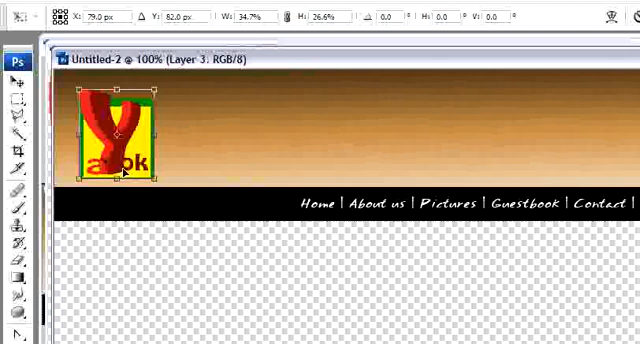 X: 79.0 px Y: 82.0 px W: 34.7% H: 26.6% 0.0 ° H: 0.0 ° V: 0.0 °
Ps Untitled-2 @ 100% (Layer 3, RGB/8)
Home | About us | Pictures | Guestbook | Contact |